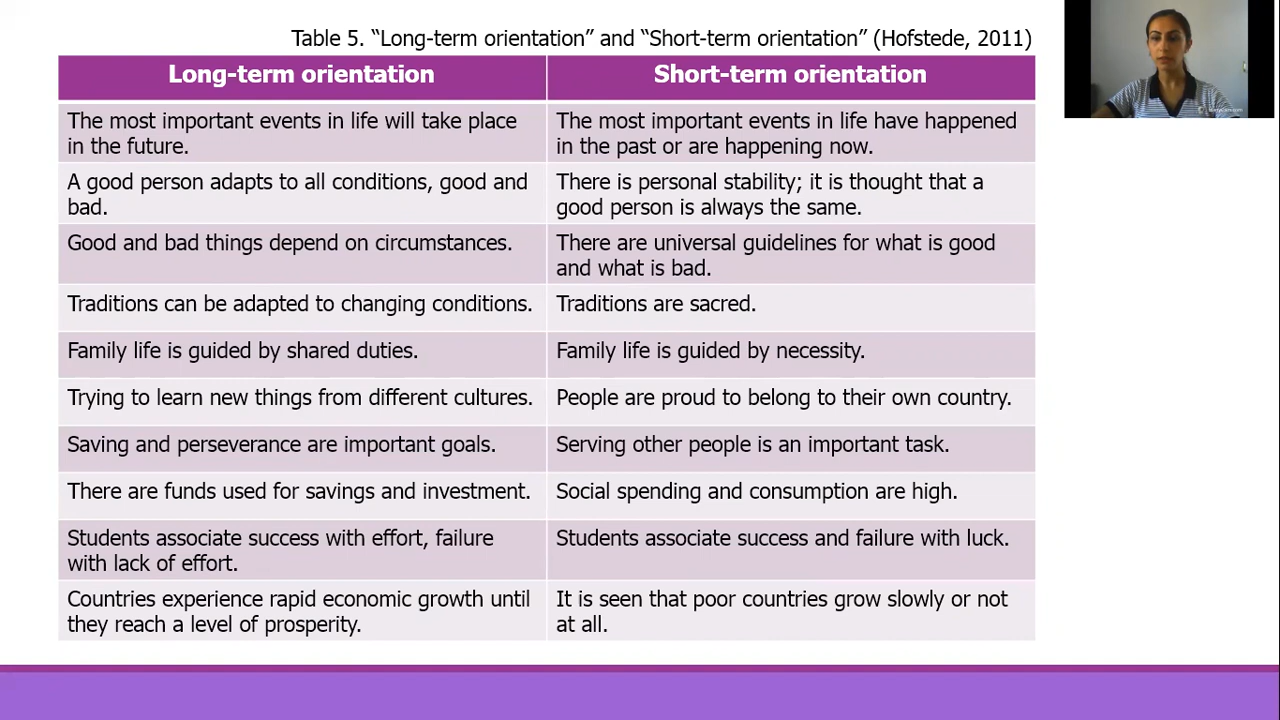 Table 5. “Long-term orientation” and “Short-term orientation” (Hofstede, 2011)
Long-term orientation
Short-term orientation
The most important events in life will take place
in the future.
The most important events in life have happened
in the past or are happening now.
A good person adapts to all conditions, good and
bad.
There is personal stability; it is thought that a
good person is always the same.
Good and bad things depend on circumstances.
There are universal guidelines for what is good
and what is bad.
Traditions can be adapted to changing conditions.
Traditions are sacred.
Family life is guided by shared duties.
Family life is guided by necessity.
Trying to learn new things from different cultures.
People are proud to belong to their own country.
Saving and perseverance are important goals.
Serving other people is an important task.
There are funds used for savings and investment.
Social spending and consumption are high.
Students associate success with effort, failure
with lack of effort.
Students associate success and failure with luck.
Countries experience rapid economic growth until
they reach a level of prosperity.
It is seen that poor countries grow slowly or not
at all.